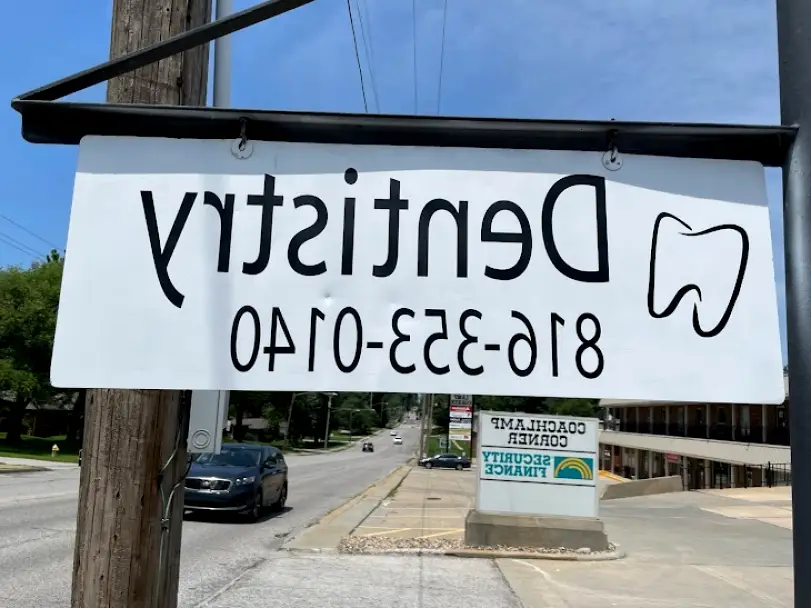 Dentistry
816-353-0140
COACHLAMP
CORNER
SECURITY
FINANCE